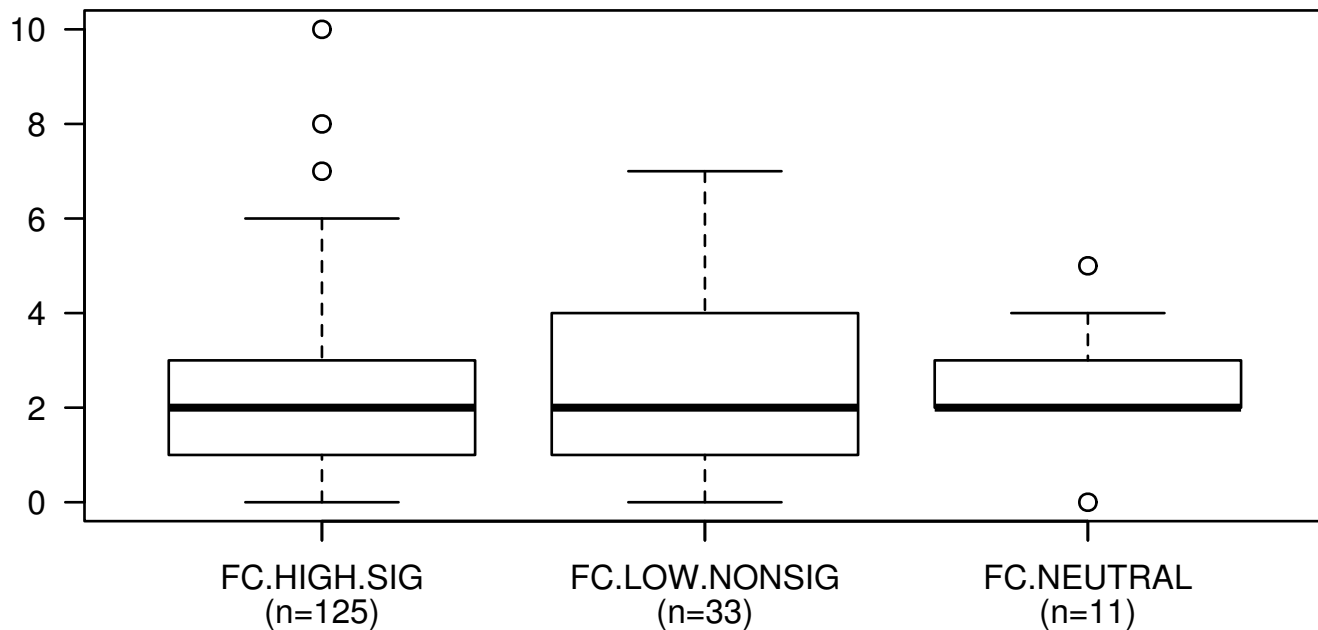 10
8
6
4
2
0
FC.HIGH.SIG
(n=125)
FC.LOW.NONSIG
(n=33)
FC.NEUTRAL
(n=11)